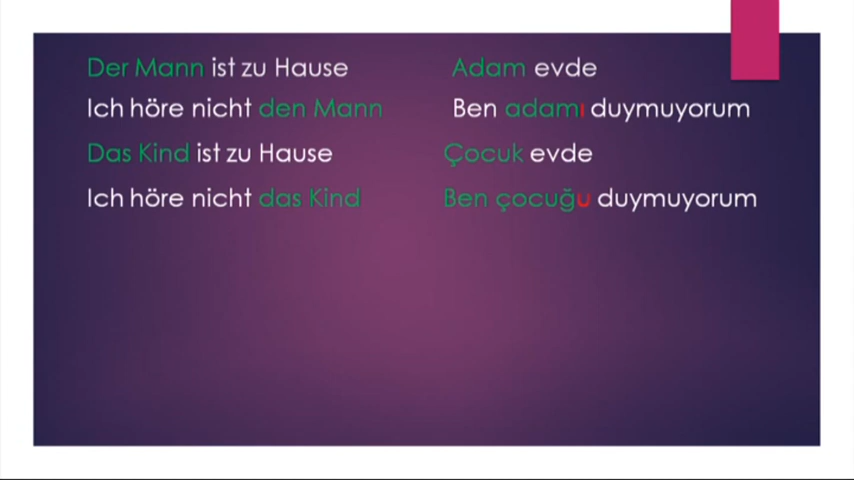 Der Mann ist zu Hause Adam evde
Ich höre nicht den Mann Ben adamı duymuyorum
Das Kind ist zu Hause Çocuk evde
Ich höre nicht das Kind Ben çocuğu duymuyorum